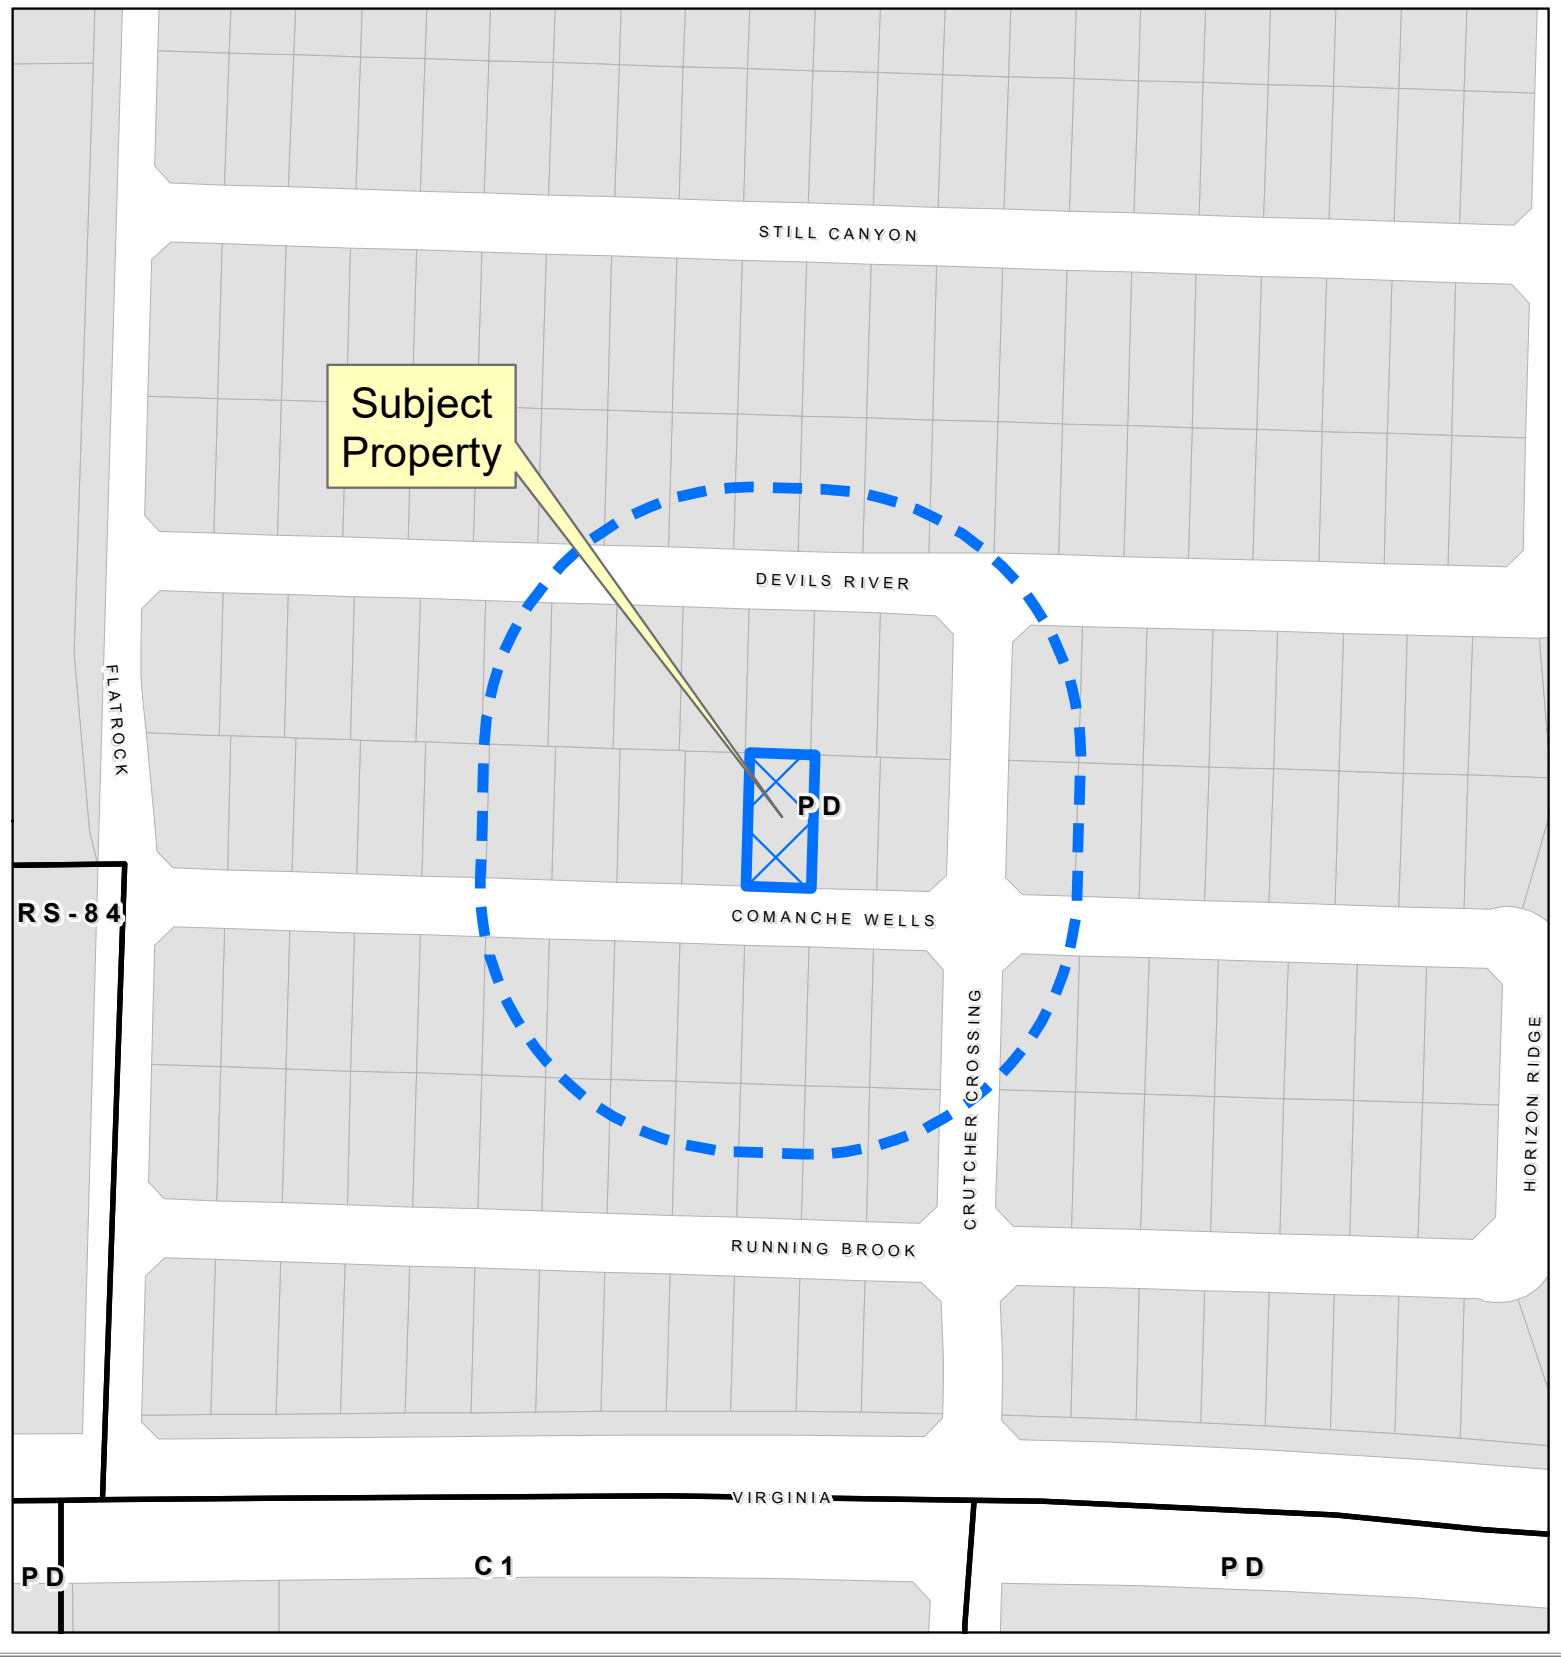 STILL CANYON
Subject
Property
DEVILS RIVER
FLATROCK
PD
RS-84
COMANCHE WELLS
CRUTCHER CROSSING
HORIZON RIDGE
RUNNING BROOK
VIRGINIA
PD
C1
PD